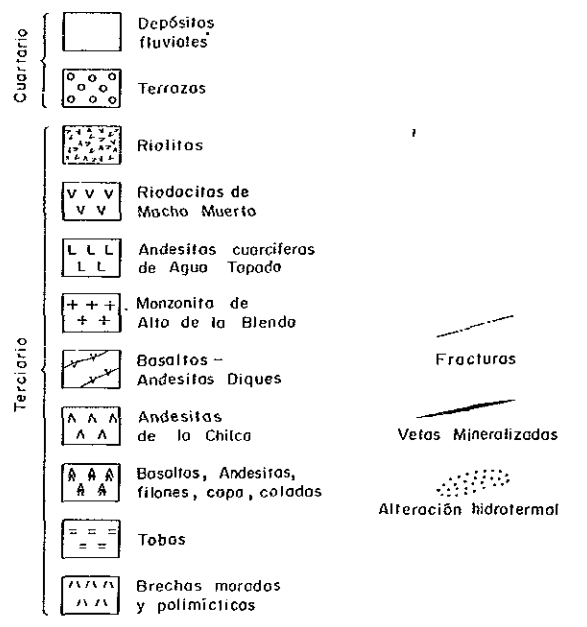 Cuartario
Depósitos
fluviales
Terrazas
Terciario
Riolitas
Riodacitas de
Macho Muerto
Andesitas cuarcíferas
de Agua Tapada
Monzonita de
Alto de la Blenda
Basaltos –
Andesitas Diques
Andesitas
de la Chilca
Basaltos, Andesitas,
filones, capa, coladas
Tobas
Brechas moradas
y polimícticas
Fracturas
Vetas Mineralizadas
Alteración hidrotermal